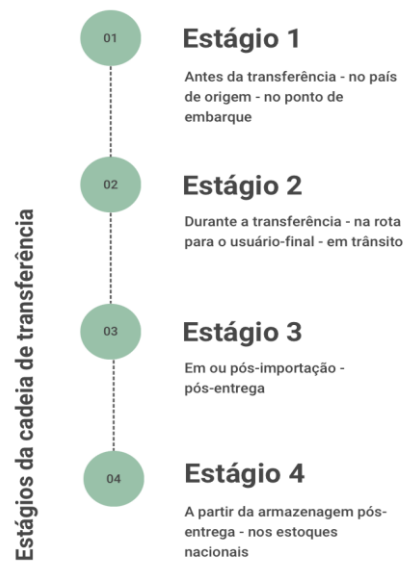 Estágios da cadeia de transferência
01
Estágio 1
Antes da transferência - no país
de origem - no ponto de
embarque
02
Estágio 2
Durante a transferência - na rota
para o usuário-final - em trânsito
03
Estágio 3
Em ou pós-importação -
pós-entrega
04
Estágio 4
A partir da armazenagem pós-
entrega - nos estoques
nacionais